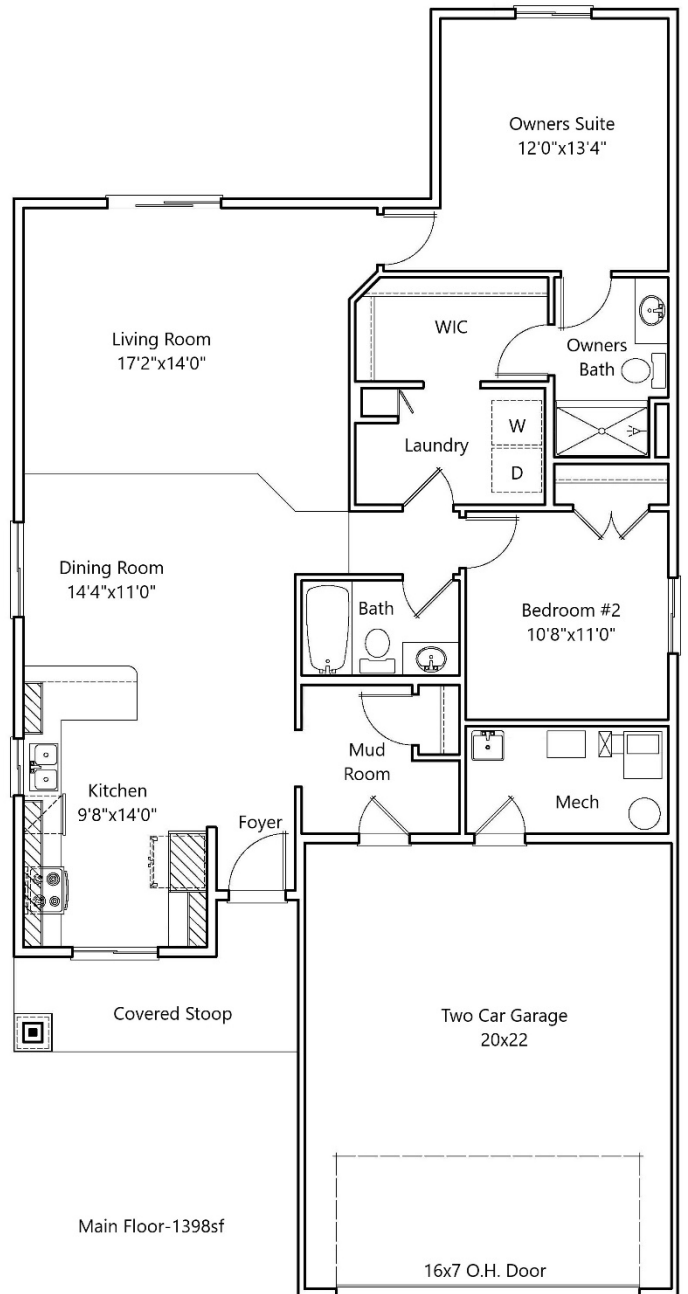 Owners Suite
12'0"x13'4"
Living Room
17'2"x14'0"
WIC
Owners
Bath
Laundry
W
D
Dining Room
14'4"x11'0"
Bath
Bedroom #2
10'8"x11'0"
Mud
Room
Mech
Kitchen
9'8"x14'0"
Foyer
Covered Stoop
Two Car Garage
20x22
Main Floor-1398sf
16x7 O.H. Door